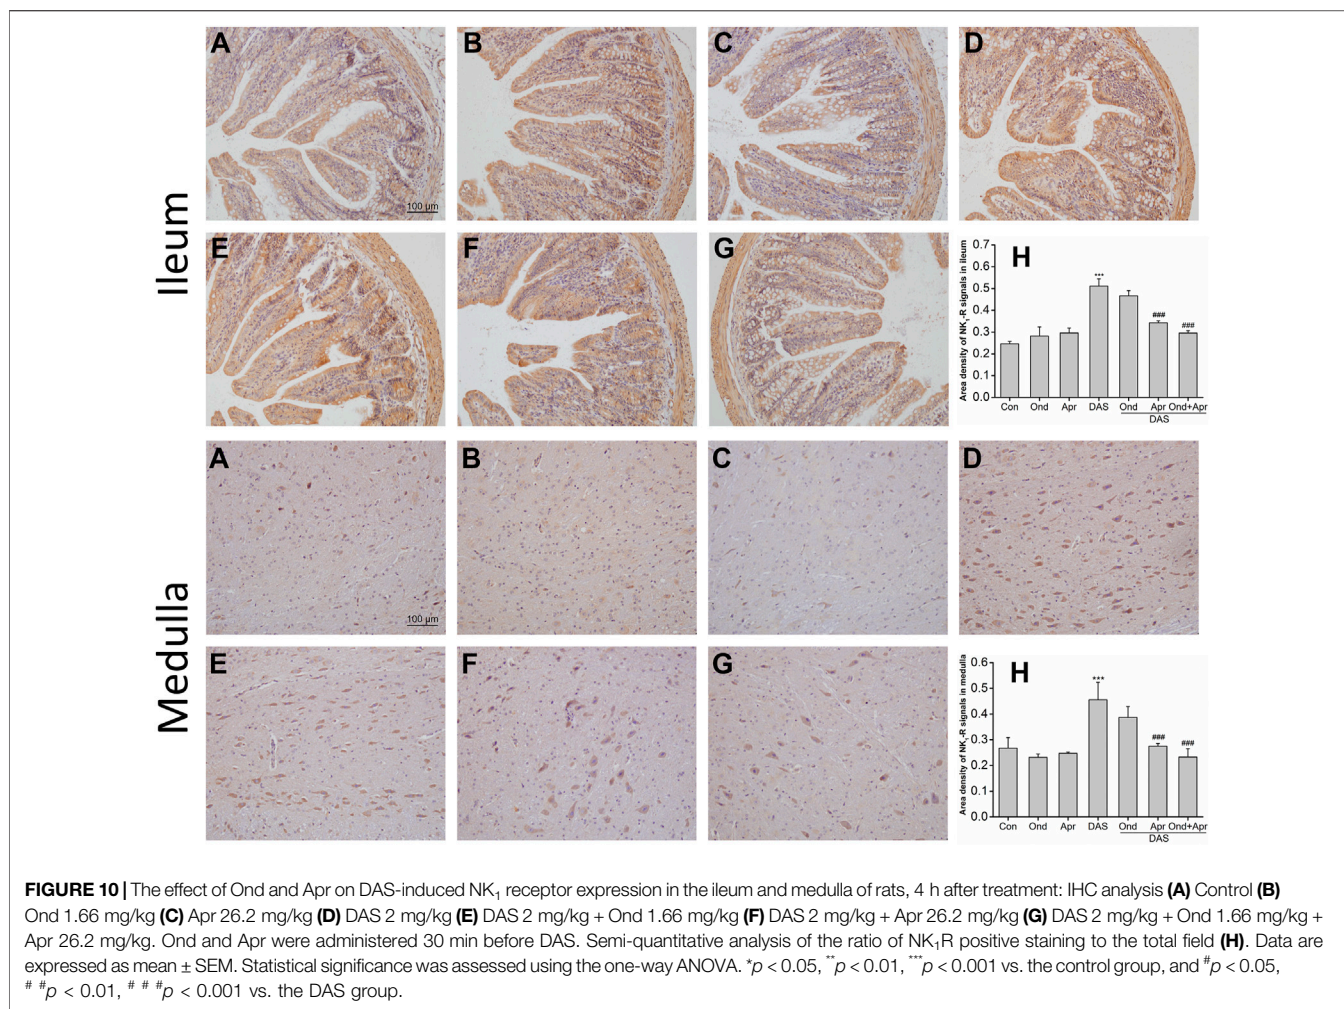 Ileum
A
B
C
D
100 µm
E
F
G
H
Area density of NK₁-R signals in ileum
0.7
0.6
0.5
0.4
0.3
0.2
0.1
0.0
***
###
###
Con Ond Apr DAS Ond Apr Ond+Apr
DAS
Medulla
A
B
C
D
100 µm
E
F
G
H
Area density of NK₁-R signals in medulla
0.6
0.5
0.4
0.3
0.2
0.1
0.0
***
###
###
Con Ond Apr DAS Ond Apr Ond+Apr
DAS
FIGURE 10 | The effect of Ond and Apr on DAS-induced NK₁ receptor expression in the ileum and medulla of rats, 4 h after treatment: IHC analysis (A) Control (B)
Ond 1.66 mg/kg (C) Apr 26.2 mg/kg (D) DAS 2 mg/kg (E) DAS 2 mg/kg + Ond 1.66 mg/kg (F) DAS 2 mg/kg + Apr 26.2 mg/kg (G) DAS 2 mg/kg + Ond 1.66 mg/kg +
Apr 26.2 mg/kg. Ond and Apr were administered 30 min before DAS. Semi-quantitative analysis of the ratio of NK₁R positive staining to the total field (H). Data are
expressed as mean ± SEM. Statistical significance was assessed using the one-way ANOVA. *p < 0.05, **p < 0.01, ***p < 0.001 vs. the control group, and #p < 0.05,
# #p < 0.01, # # #p < 0.001 vs. the DAS group.